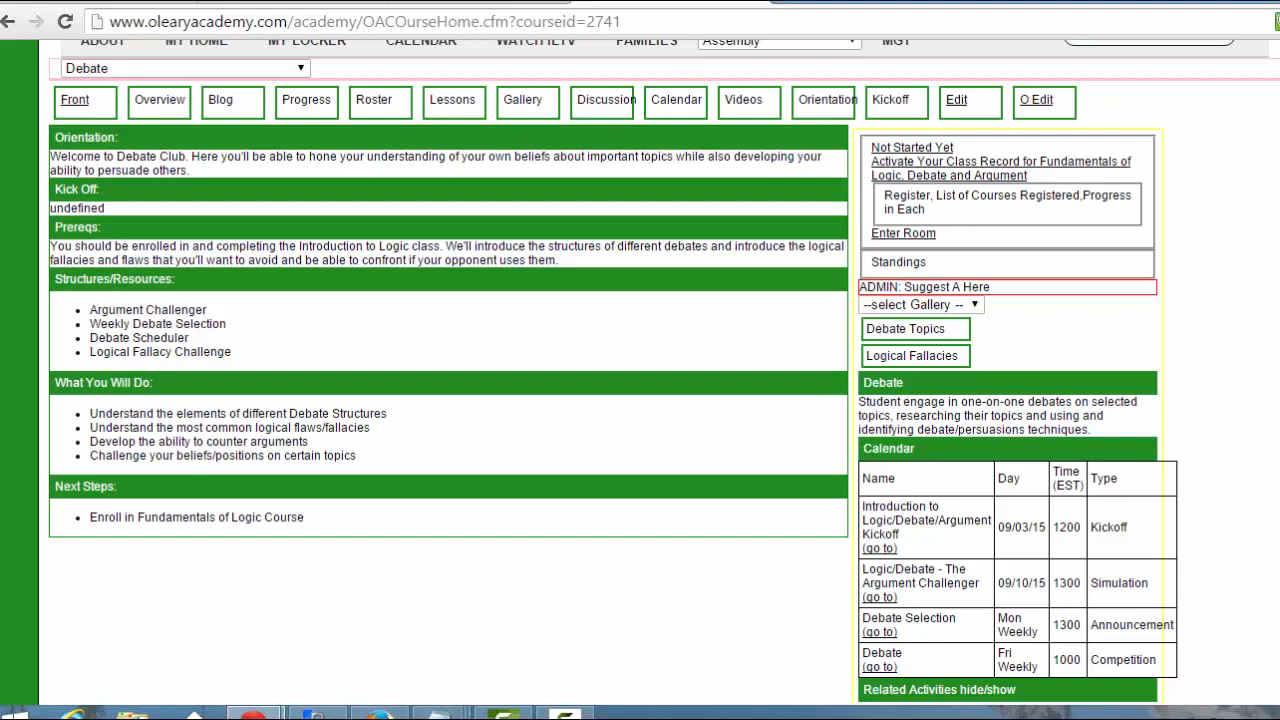 www.olearyacademy.com/academy/OACOurseHome.cfm?courseid=2741
ABOUT MY HOME MY LOCKER CALENDAR WATCH ILTV FAMILIES Assembly MGT
Debate
Front Overview Blog Progress Roster Lessons Gallery Discussion Calendar Videos Orientation Kickoff Edit O Edit
Orientation:
Welcome to Debate Club. Here you'll be able to hone your understanding of your own beliefs about important topics while also developing your
ability to persuade others.
Kick Off:
undefined
Prereqs:
You should be enrolled in and completing the Introduction to Logic class. We'll introduce the structures of different debates and introduce the logical
fallacies and flaws that you'll want to avoid and be able to confront if your opponent uses them.
Structures/Resources:
Argument Challenger
Weekly Debate Selection
Debate Scheduler
Logical Fallacy Challenge
What You Will Do:
Understand the elements of different Debate Structures
Understand the most common logical flaws/fallacies
Develop the ability to counter arguments
Challenge your beliefs/positions on certain topics
Next Steps:
Enroll in Fundamentals of Logic Course
Not Started Yet
Activate Your Class Record for Fundamentals of
Logic, Debate and Argument
Register, List of Courses Registered,Progress
in Each
Enter Room
Standings
ADMIN: Suggest A Here
--select Gallery --
Debate Topics
Logical Fallacies
Debate
Student engage in one-on-one debates on selected
topics, researching their topics and using and
identifying debate/persuasions techniques.
Calendar
Name Day Time (EST) Type
Introduction to
Logic/Debate/Argument
Kickoff
(go to) 09/03/15 1200 Kickoff
Logic/Debate - The
Argument Challenger
(go to) 09/10/15 1300 Simulation
Debate Selection
(go to) Mon Weekly 1300 Announcement
Debate
(go to) Fri Weekly 1000 Competition
Related Activities hide/show